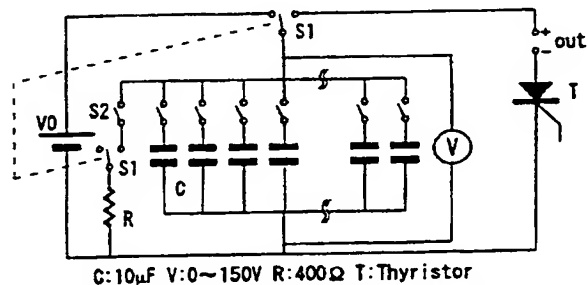 S1
+
out
−
T
S2
V0
S1
C
V
R
C:10μF V:0~150V R:400Ω T:Thyristor